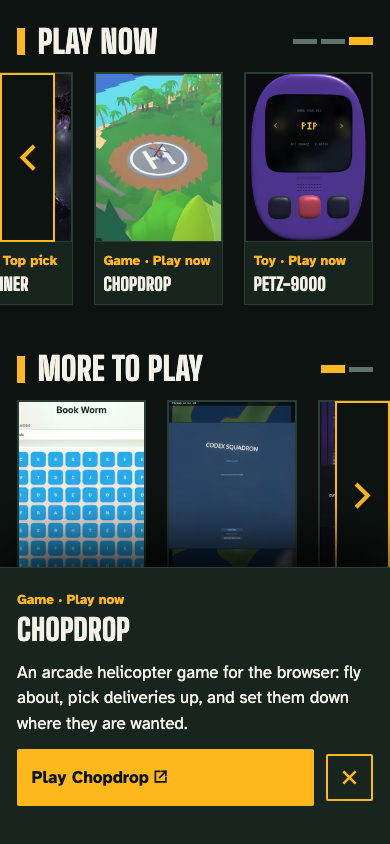 PLAY NOW
Top pick
Game · Play now
Toy · Play now
NER
CHOPDROP
PETZ-9000
PIP
MORE TO PLAY
Book Worm
CODEX SQUADRON
Game · Play now
CHOPDROP
An arcade helicopter game for the browser: fly
about, pick deliveries up, and set them down
where they are wanted.
Play Chopdrop